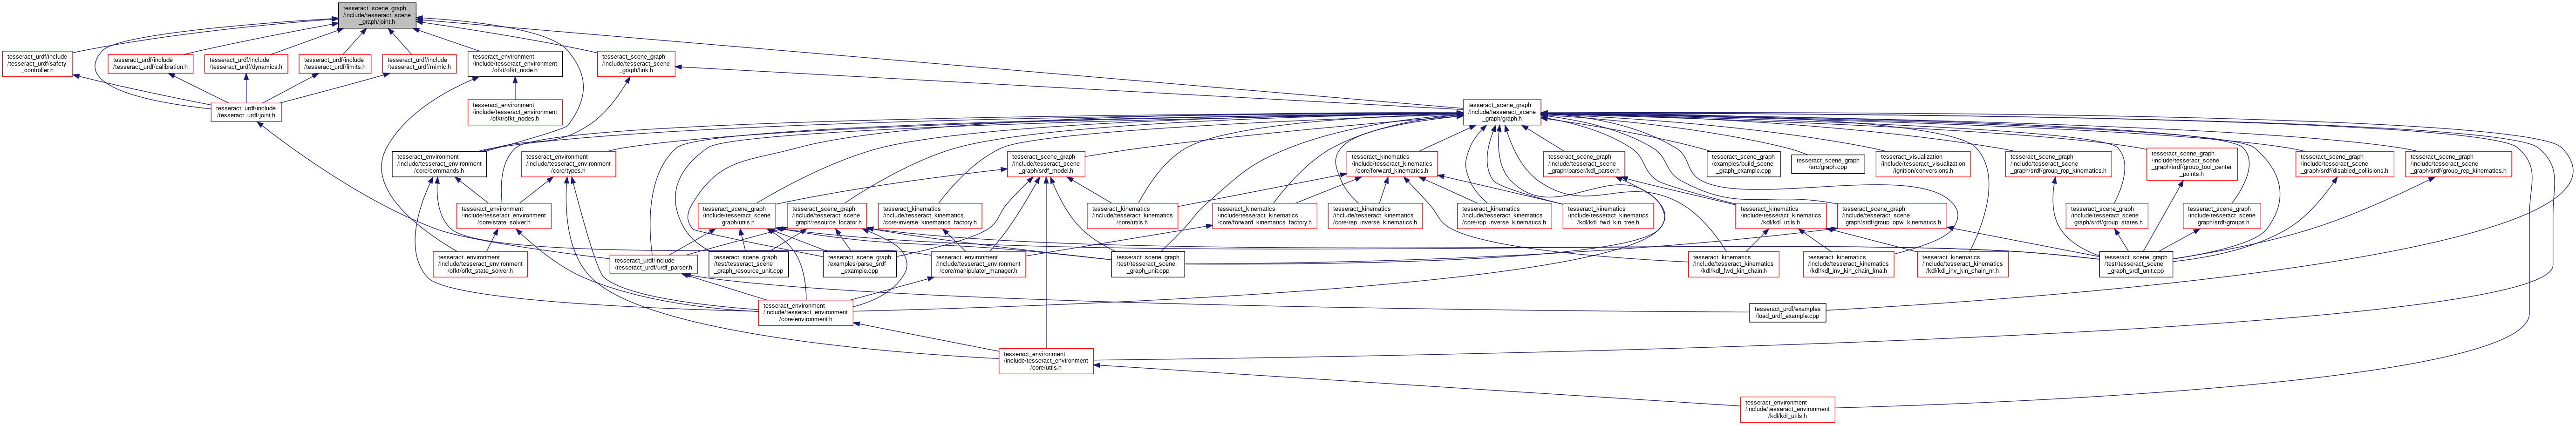 tesseract_scene_graph
/include/tesseract_scene
_graph/joint.h
tesseract_urdf/include
/tesseract_urdf/safety
_controller.h
tesseract_urdf/include
/tesseract_urdf/calibration.h
tesseract_urdf/include
/tesseract_urdf/dynamics.h
tesseract_urdf/include
/tesseract_urdf/limits.h
tesseract_urdf/include
/tesseract_urdf/mimic.h
tesseract_environment
/include/tesseract_environment
/ofkt/ofkt_node.h
tesseract_scene_graph
/include/tesseract_scene
_graph/link.h
tesseract_urdf/include
/tesseract_urdf/joint.h
tesseract_environment
/include/tesseract_environment
/ofkt/ofkt_nodes.h
tesseract_scene_graph
/include/tesseract_scene
_graph/graph.h
tesseract_environment
/include/tesseract_environment
/core/commands.h
tesseract_environment
/include/tesseract_environment
/core/types.h
tesseract_scene_graph
/include/tesseract_scene
_graph/srdf_model.h
tesseract_kinematics
/include/tesseract_kinematics
/core/forward_kinematics.h
tesseract_scene_graph
/include/tesseract_scene
_graph/parser/kdl_parser.h
tesseract_scene_graph
/examples/build_scene
_graph_example.cpp
tesseract_scene_graph
/src/graph.cpp
tesseract_visualization
/include/tesseract_visualization
/ignition/conversions.h
tesseract_scene_graph
/include/tesseract_scene
_graph/srdf/group_rop_kinematics.h
tesseract_scene_graph
/include/tesseract_scene
_graph/srdf/group_tool_center
_points.h
tesseract_scene_graph
/include/tesseract_scene
_graph/srdf/disabled_collisions.h
tesseract_scene_graph
/include/tesseract_scene
_graph/srdf/group_rep_kinematics.h
tesseract_environment
/include/tesseract_environment
/core/state_solver.h
tesseract_scene_graph
/include/tesseract_scene
_graph/utils.h
tesseract_scene_graph
/include/tesseract_scene
_graph/resource_locator.h
tesseract_kinematics
/include/tesseract_kinematics
/core/inverse_kinematics_factory.h
tesseract_kinematics
/include/tesseract_kinematics
/core/utils.h
tesseract_kinematics
/include/tesseract_kinematics
/core/forward_kinematics_factory.h
tesseract_kinematics
/include/tesseract_kinematics
/core/rep_inverse_kinematics.h
tesseract_kinematics
/include/tesseract_kinematics
/core/rop_inverse_kinematics.h
tesseract_kinematics
/include/tesseract_kinematics
/kdl/kdl_fwd_kin_tree.h
tesseract_kinematics
/include/tesseract_kinematics
/kdl/kdl_utils.h
tesseract_scene_graph
/include/tesseract_scene
_graph/srdf/group_opw_kinematics.h
tesseract_scene_graph
/include/tesseract_scene
_graph/srdf/group_states.h
tesseract_scene_graph
/include/tesseract_scene
_graph/srdf/groups.h
tesseract_environment
/include/tesseract_environment
/ofkt/ofkt_state_solver.h
tesseract_urdf/include
/tesseract_urdf/urdf_parser.h
tesseract_scene_graph
/test/tesseract_scene
_graph_resource_unit.cpp
tesseract_scene_graph
/examples/parse_srdf
_example.cpp
tesseract_environment
/include/tesseract_environment
/core/manipulator_manager.h
tesseract_scene_graph
/test/tesseract_scene
_graph_unit.cpp
tesseract_kinematics
/include/tesseract_kinematics
/kdl/kdl_fwd_kin_chain.h
tesseract_kinematics
/include/tesseract_kinematics
/kdl/kdl_inv_kin_chain_lma.h
tesseract_kinematics
/include/tesseract_kinematics
/kdl/kdl_inv_kin_chain_nr.h
tesseract_scene_graph
/test/tesseract_scene
_graph_srdf_unit.cpp
tesseract_environment
/include/tesseract_environment
/core/environment.h
tesseract_urdf/examples
/load_urdf_example.cpp
tesseract_environment
/include/tesseract_environment
/core/utils.h
tesseract_environment
/include/tesseract_environment
/kdl/kdl_utils.h